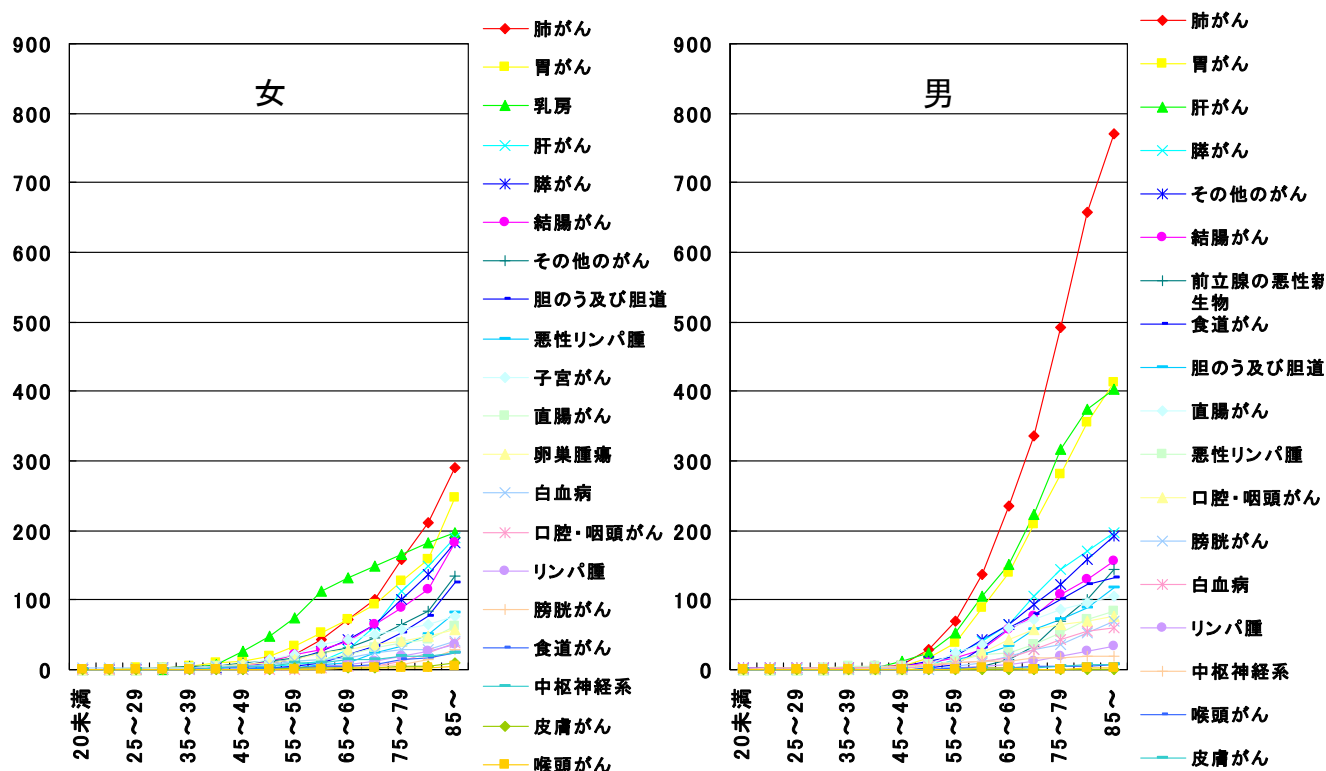 女
900
800
700
600
500
400
300
200
100
0
20未満
25～29
35～39
45～49
55～59
65～69
75～79
85～
肺がん
胃がん
乳房
肝がん
膵がん
結腸がん
その他のがん
胆のう及び胆道
悪性リンパ腫
子宮がん
直腸がん
卵巣腫瘍
白血病
口腔・咽頭がん
リンパ腫
膀胱がん
食道がん
中枢神経系
皮膚がん
喉頭がん
男
900
800
700
600
500
400
300
200
100
0
20未満
25～29
35～39
45～49
55～59
65～69
75～79
85～
肺がん
胃がん
肝がん
膵がん
その他のがん
結腸がん
前立腺の悪性新
生物
食道がん
胆のう及び胆道
直腸がん
悪性リンパ腫
口腔・咽頭がん
膀胱がん
白血病
リンパ腫
中枢神経系
喉頭がん
皮膚がん